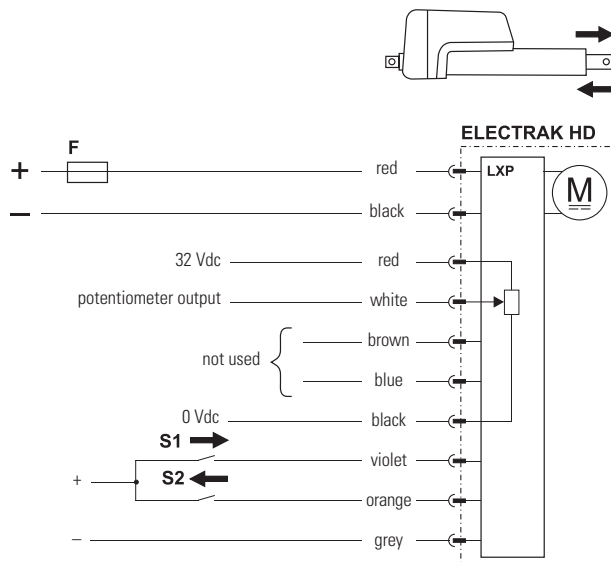 ELECTRAK HD
F
+
red
LXP
M
–
black
32 Vdc
red
potentiometer output
white
brown
not used
blue
0 Vdc
black
S1
violet
+
S2
orange
–
grey